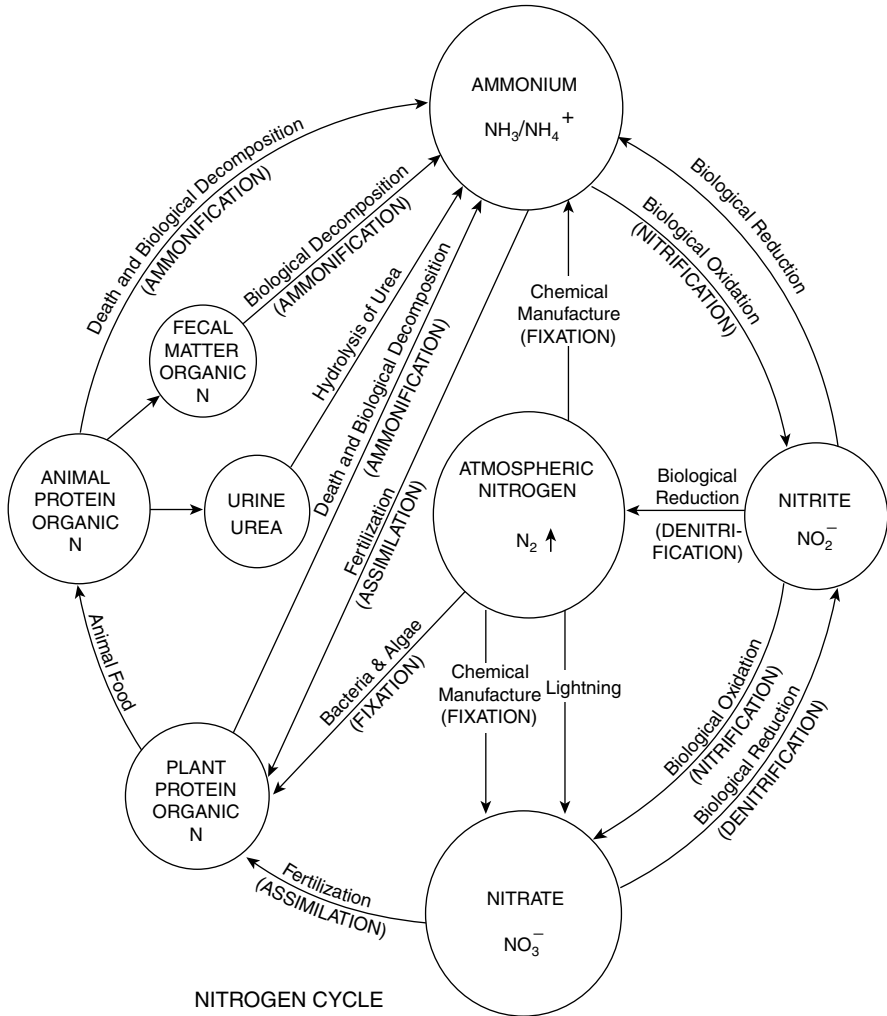 AMMONIUM
NH₃/NH₄⁺
Death and Biological Decomposition
(AMMONIFICATION)
Biological Decomposition
(AMMONIFICATION)
Hydrolysis of Urea
Death and Biological Decomposition
(AMMONIFICATION)
Fertilization
(ASSIMILATION)
Chemical
Manufacture
(FIXATION)
Biological Oxidation
(NITRIFICATION)
Biological Reduction
FECAL
MATTER
ORGANIC
N
ANIMAL
PROTEIN
ORGANIC
N
URINE
UREA
ATMOSPHERIC
NITROGEN
N₂
Biological
Reduction
(DENITRI-
FICATION)
NITRITE
NO₂⁻
Animal Food
Bacteria & Algae
(FIXATION)
Chemical
Manufacture
(FIXATION)
Lightning
Biological Oxidation
(NITRIFICATION)
Biological Reduction
(DENITRIFICATION)
PLANT
PROTEIN
ORGANIC
N
Fertilization
(ASSIMILATION)
NITRATE
NO₃⁻
NITROGEN CYCLE